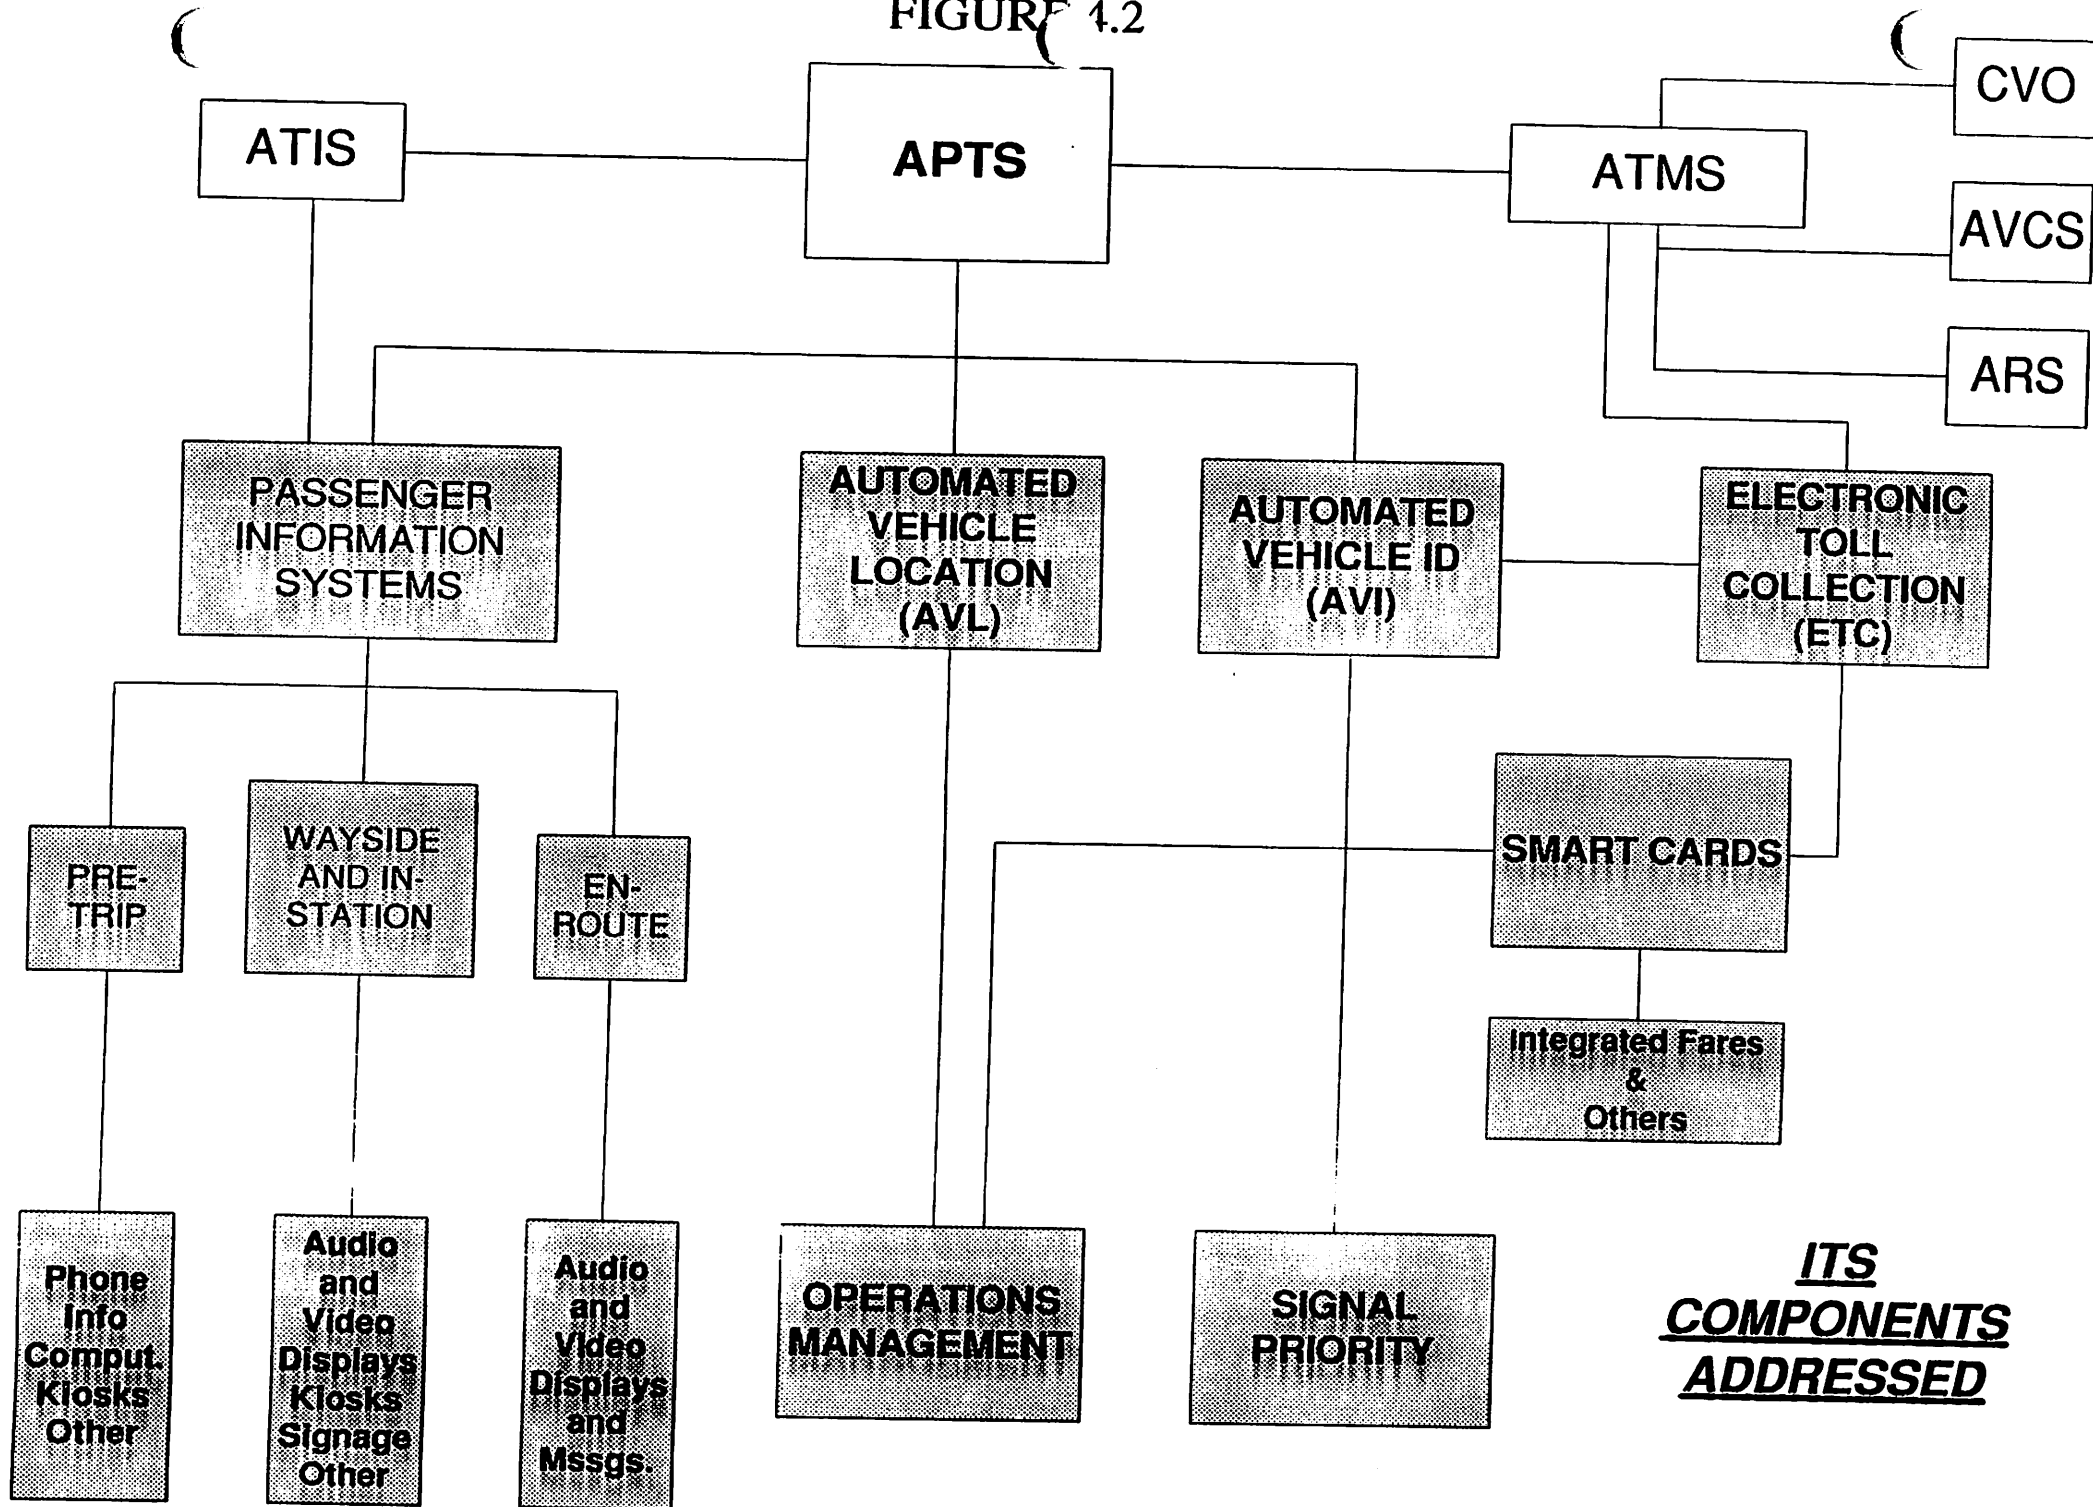 FIGURE 4.2
CVO
ATIS
APTS
ATMS
AVCS
ARS
PASSENGER
INFORMATION
SYSTEMS
AUTOMATED
VEHICLE
LOCATION
(AVL)
AUTOMATED
VEHICLE ID
(AVI)
ELECTRONIC
TOLL
COLLECTION
(ETC)
PRE-
TRIP
WAYSIDE
AND IN-
STATION
EN-
ROUTE
SMART CARDS
Integrated Fares
&
Others
Phone
Info
Comput.
Kiosks
Other
Audio
and
Video
Displays
Kiosks
Signage
Other
Audio
and
Video
Displays
and
Mssgs.
OPERATIONS
MANAGEMENT
SIGNAL
PRIORITY
ITS
COMPONENTS
ADDRESSED